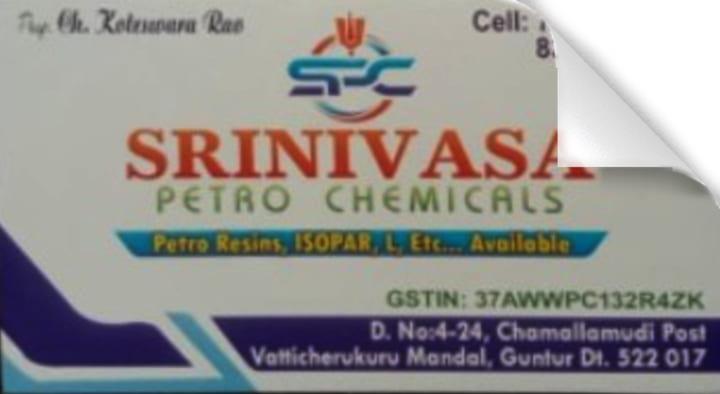 Prop. Ch. Koteswara Rao
Cell:
8
SPC
SRINIVASA
PETRO CHEMICALS
Petro Resins, ISOPAR, L, Etc... Available
GSTIN: 37AWWPC132R4ZK
D. No:4-24, Chamallamudi Post
Vatticherukuru Mandal, Guntur Dt. 522 017